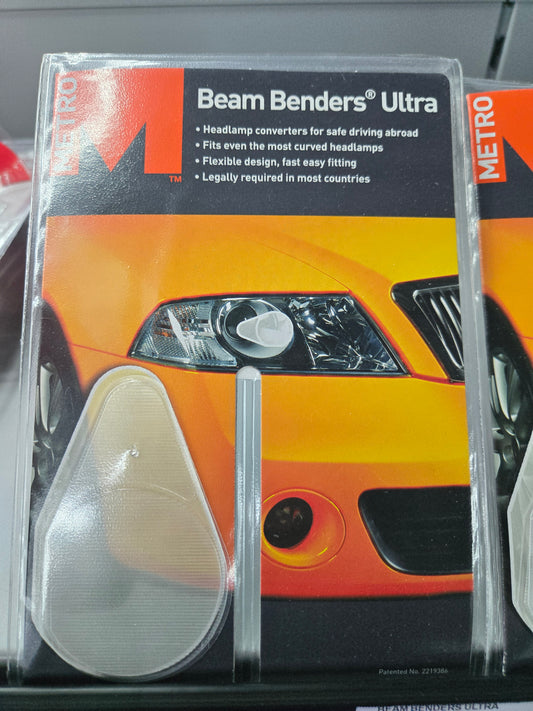 METRO
M
TM
Beam Benders® Ultra
• Headlamp converters for safe driving abroad
• Fits even the most curved headlamps
• Flexible design, fast easy fitting
• Legally required in most countries
Patented No. 2219386
METRO
BEAM BENDERS ULTRA